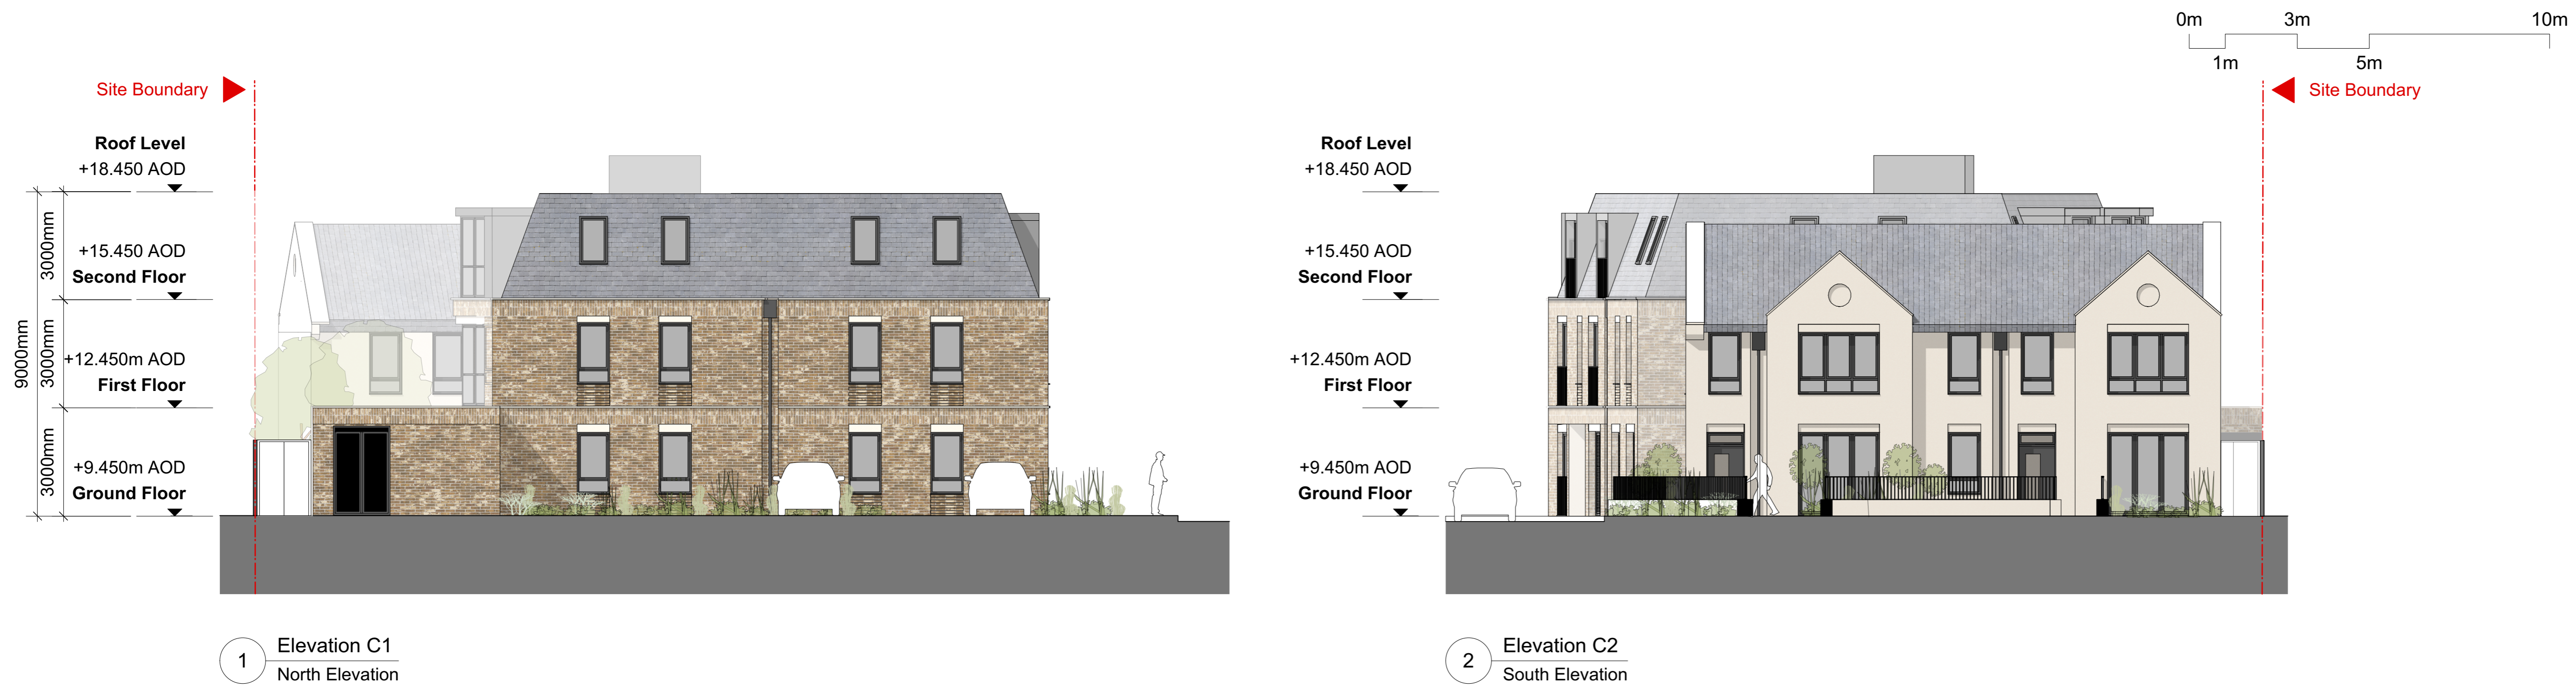 0m 3m 10m
1m 5m
Site Boundary
Roof Level
+18.450 AOD
+15.450 AOD
Second Floor
+12.450m AOD
First Floor
+9.450m AOD
Ground Floor
9000mm
3000mm
3000mm
3000mm
1
Elevation C1
North Elevation
Site Boundary
Roof Level
+18.450 AOD
+15.450 AOD
Second Floor
+12.450m AOD
First Floor
+9.450m AOD
Ground Floor
2
Elevation C2
South Elevation